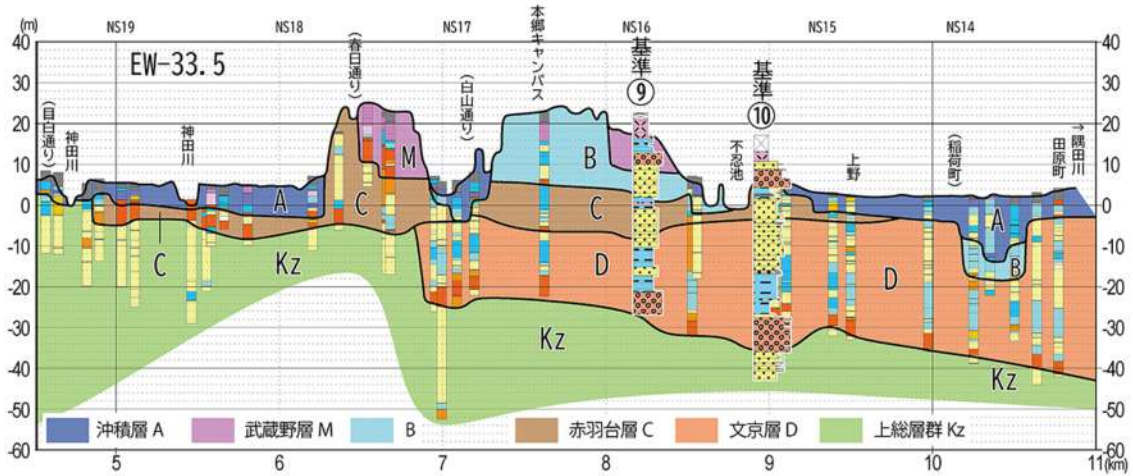 (m)
NS19
NS18
NS17
NS16
NS15
NS14
EW-33.5
(目白通り)
神田川
神田川
(春日通り)
(白山通り)
本郷キャンパス
基準
⑨
基準
⑩
不忍池
上野
(稲荷町)
田原町
→隅田川
40
30
20
10
0
-10
-20
-30
-40
-50
-60
40
30
20
10
0
-10
-20
-30
-40
-50
-60
A
C
Kz
C
M
B
C
D
Kz
D
A
B
Kz
沖積層 A
武蔵野層 M
B
赤羽台層 C
文京層 D
上総層群 Kz
5
6
7
8
9
10
11
(km)